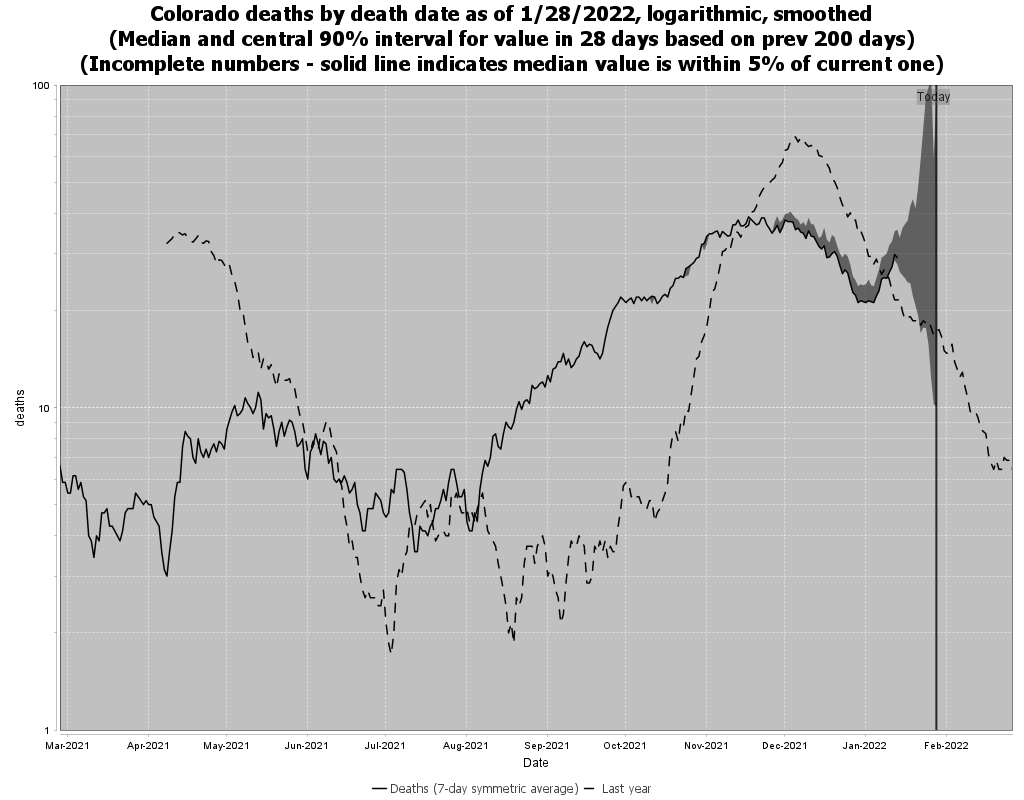 Colorado deaths by death date as of 1/28/2022, logarithmic, smoothed
(Median and central 90% interval for value in 28 days based on prev 200 days)
(Incomplete numbers - solid line indicates median value is within 5% of current one)
Today
100
10
1
deaths
Mar-2021 Apr-2021 May-2021 Jun-2021 Jul-2021 Aug-2021 Sep-2021 Oct-2021 Nov-2021 Dec-2021 Jan-2022 Feb-2022
Date
Deaths (7-day symmetric average) Last year